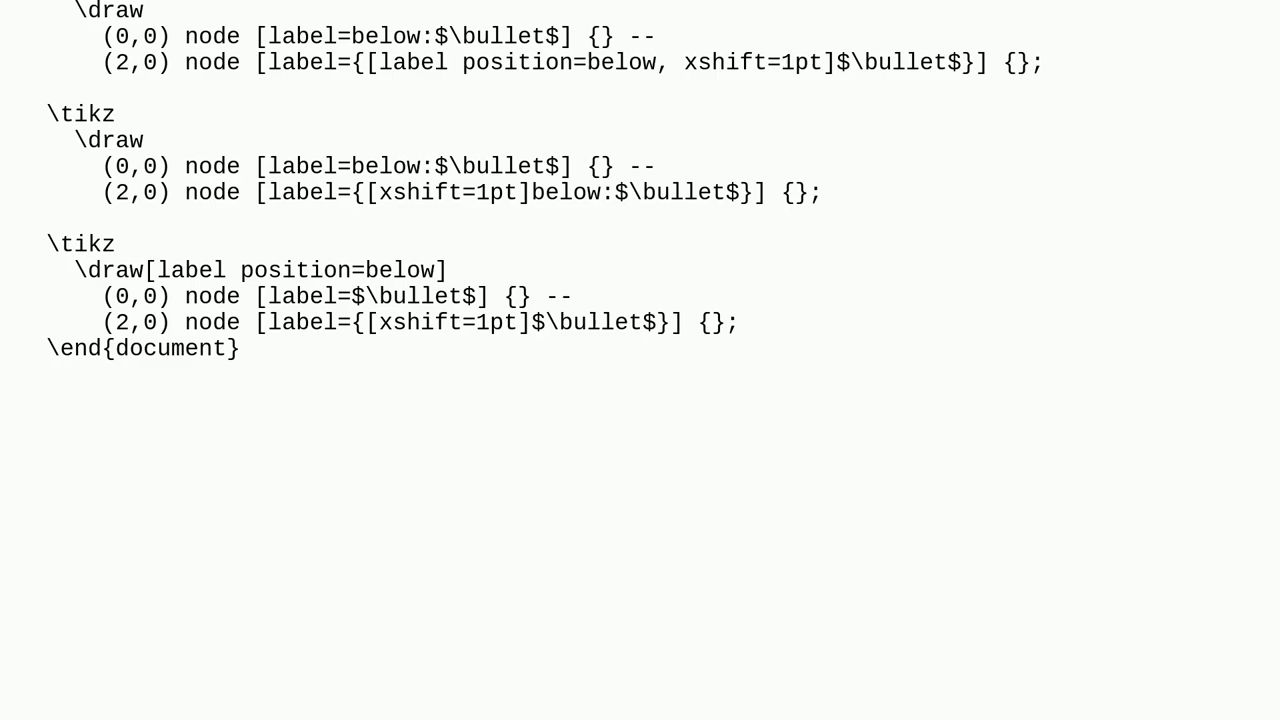 \draw
(0,0) node [label=below:$\bullet$] {} --
(2,0) node [label={[label position=below, xshift=1pt]$\bullet$}] {};
\tikz
\draw
(0,0) node [label=below:$\bullet$] {} --
(2,0) node [label={[xshift=1pt]below:$\bullet$}] {};
\tikz
\draw[label position=below]
(0,0) node [label=$\bullet$] {} --
(2,0) node [label={[xshift=1pt]$\bullet$}] {};
\end{document}